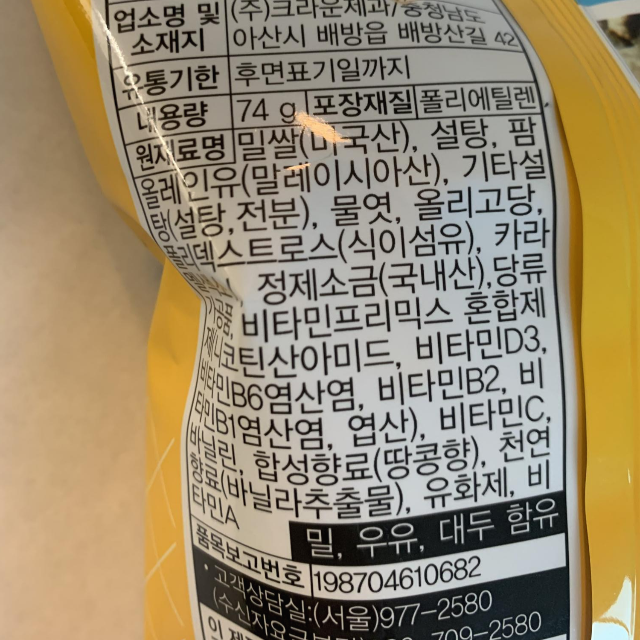 업소명 및 소재지 (주)크라운제과/충청남도
아산시 배방읍 배방산길 42
유통기한 후면표기일까지
내용량 74 g 포장재질 폴리에틸렌
원재료명 밀쌀(미국산), 설탕, 팜
올레인유(말레이시아산), 기타설
탕(설탕,전분), 물엿, 올리고당,
폴리덱스트로스(식이섬유), 카라
정제소금(국내산),당류
가공품, 비타민프리믹스 혼합제
제(니코틴산아미드, 비타민D3,
비타민B6염산염, 비타민B2, 비
타민B1염산염, 엽산), 비타민C,
바닐린, 합성향료(땅콩향), 천연
향료(바닐라추출물), 유화제, 비
타민A
밀, 우유, 대두 함유
품목보고번호 198704610682
• 고객상담실:(서울)977-2580
709-2580